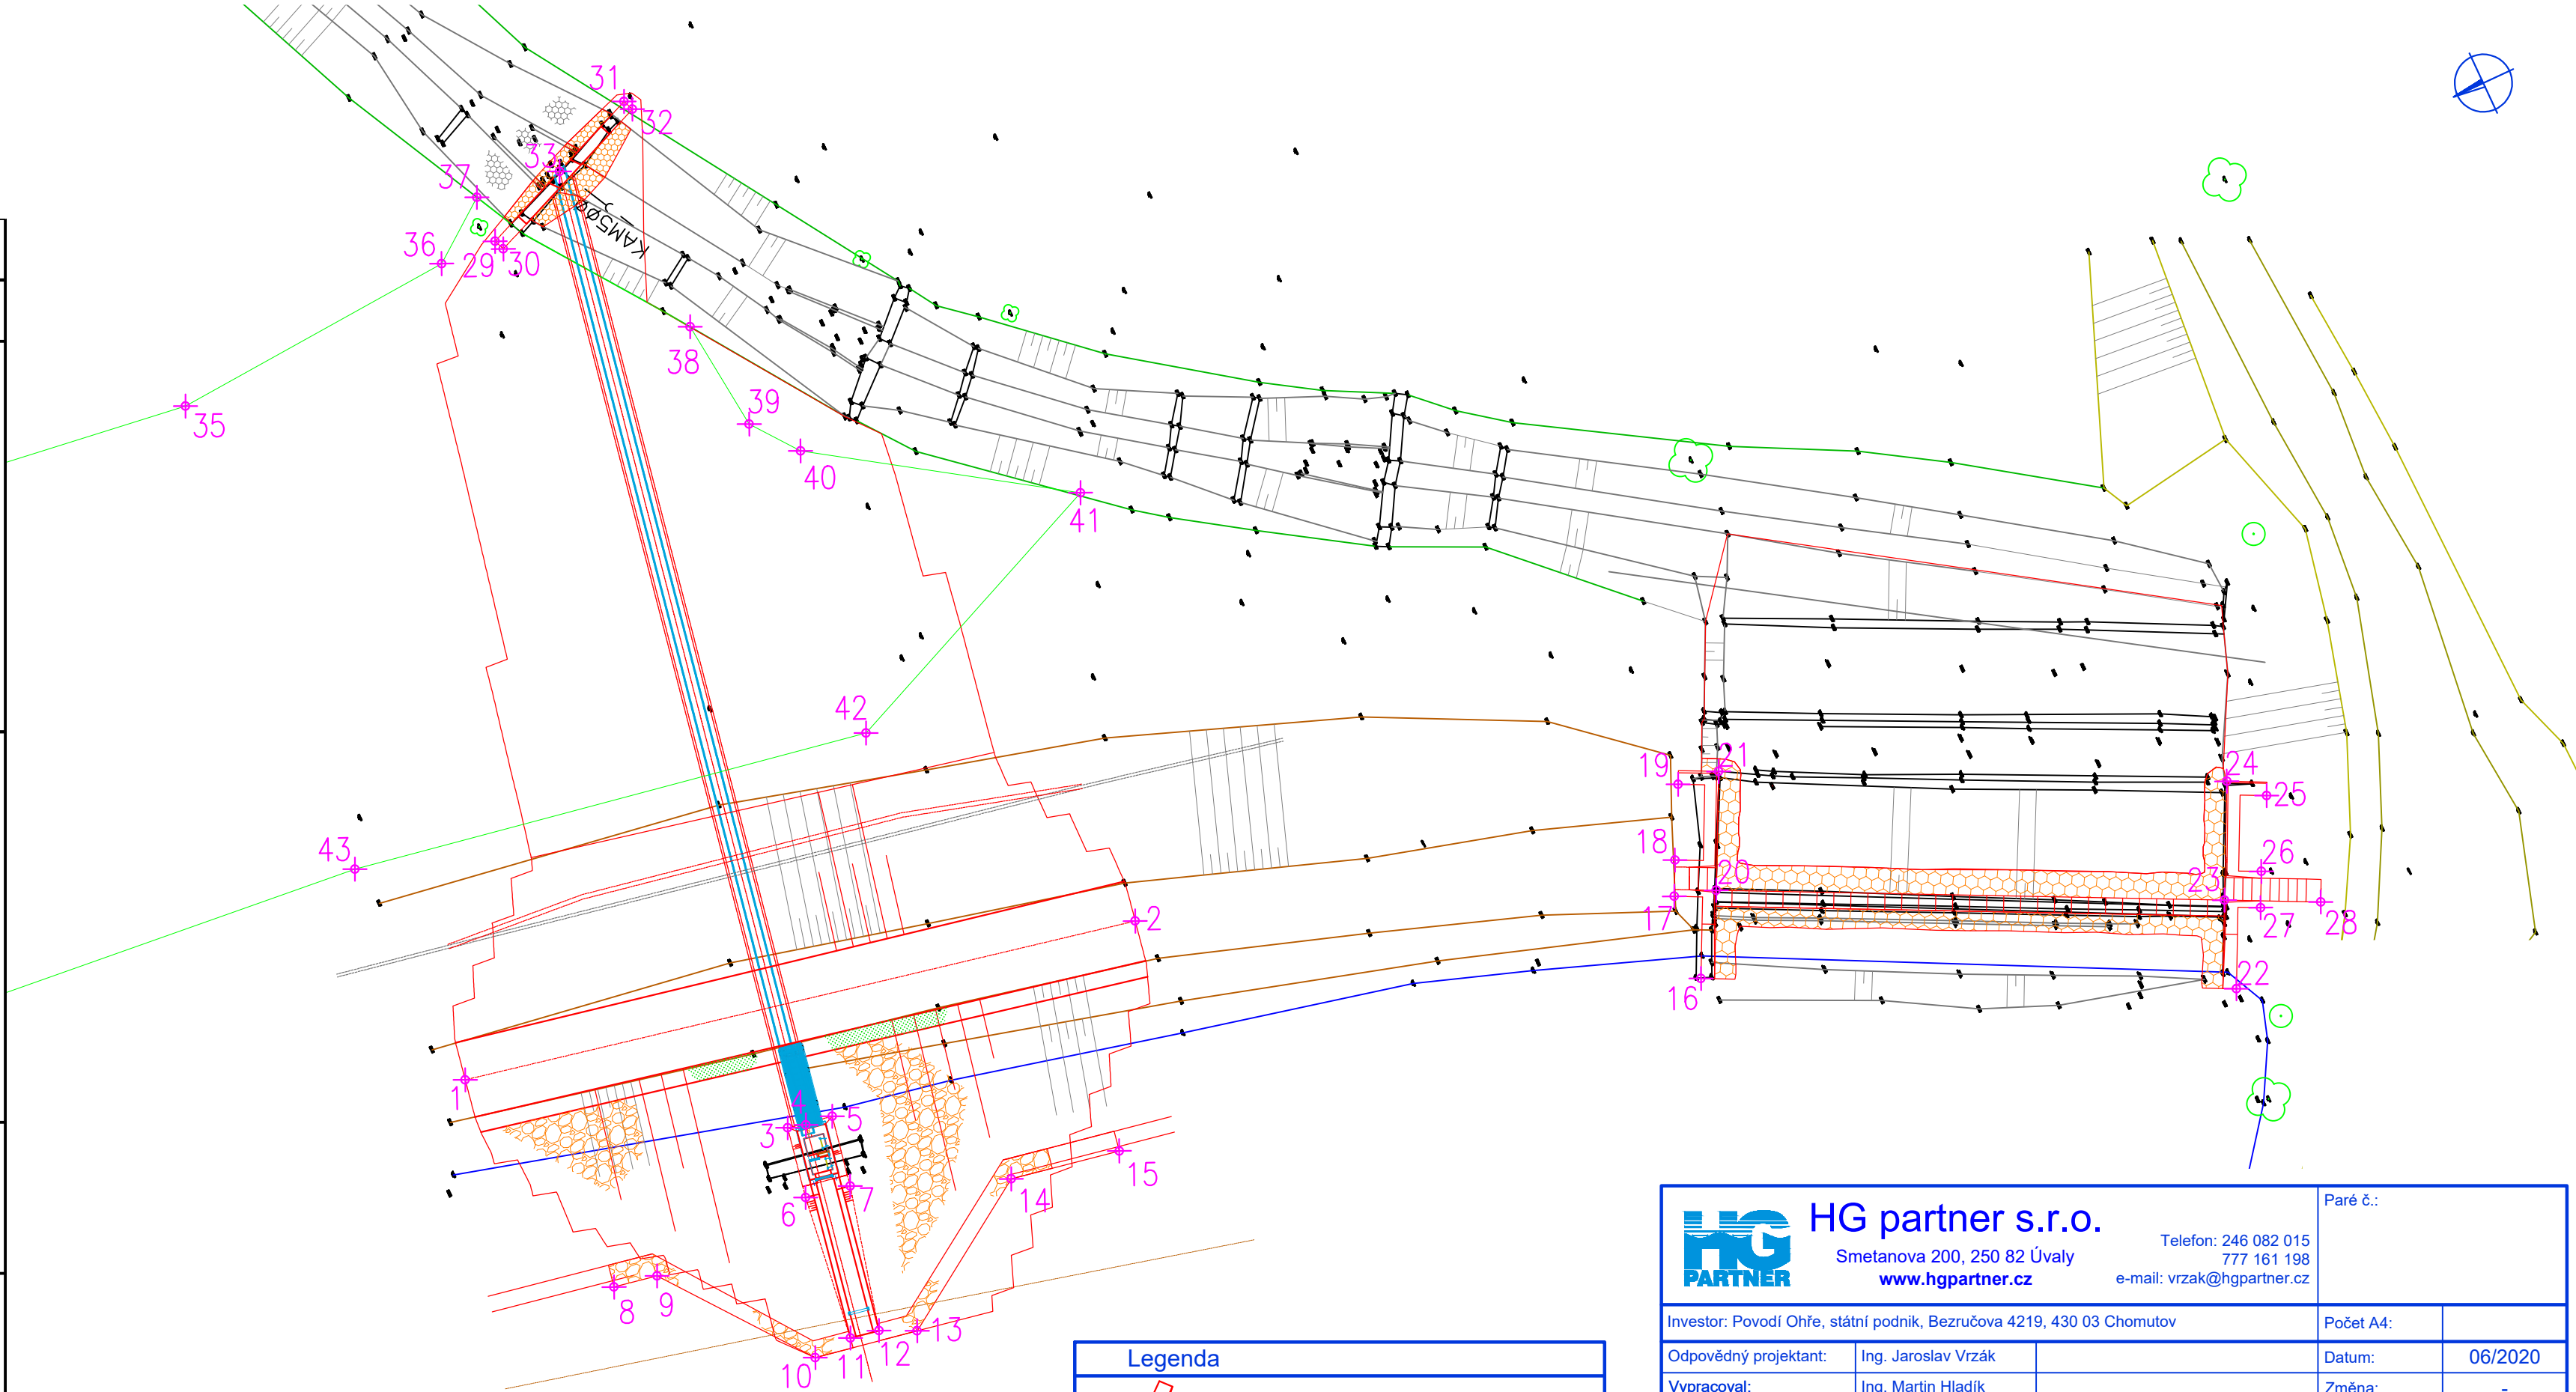 31
32
33
37
KAM500
36
29
30
38
35
39
40
41
42
43
19
21
24
25
18
20
26
23
17
27
28
16
22
2
1
4
5
3
6
7
14
15
8
9
10
11
12
13
HG PARTNER
HG partner s.r.o.
Smetanova 200, 250 82 Úvaly
www.hgpartner.cz
Telefon: 246 082 015
777 161 198
e-mail: vrzak@hgpartner.cz
Paré č.:
Investor: Povodí Ohře, státní podnik, Bezručova 4219, 430 03 Chomutov
Počet A4:
Odpovědný projektant: Ing. Jaroslav Vrzák
Datum: 06/2020
Vypracoval: Ing. Martin Hladík
Změna: -
Legenda